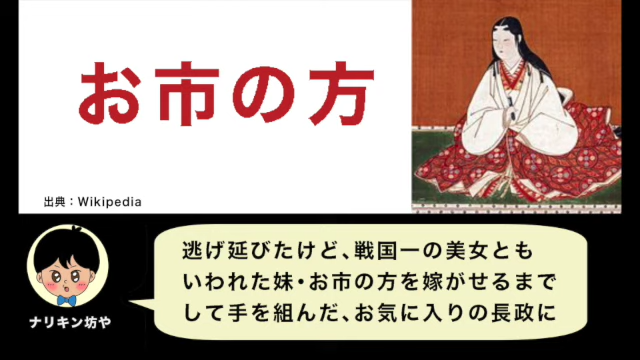 お市の方
出典：Wikipedia
逃げ延びたけど、戦国一の美女とも
いわれた妹・お市の方を嫁がせるまで
して手を組んだ、お気に入りの長政に
ナリキン坊や